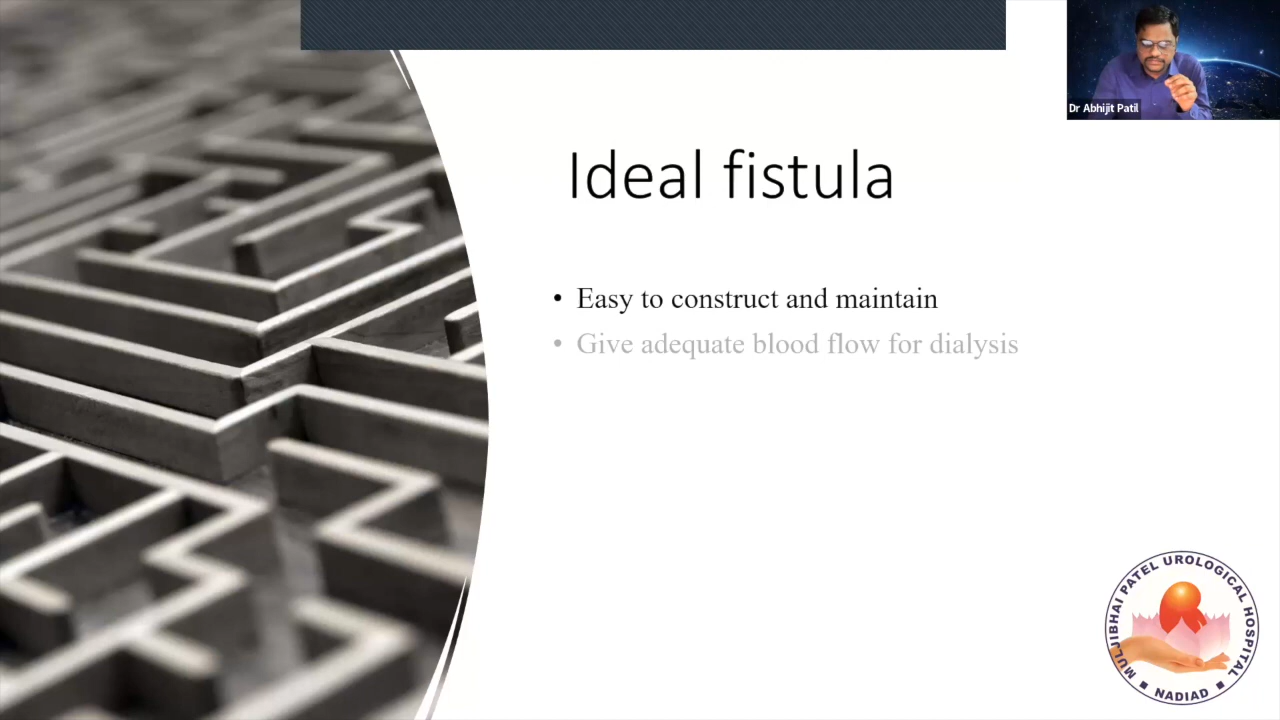 Dr Abhijit Patil
Ideal fistula
• Easy to construct and maintain
• Give adequate blood flow for dialysis
MULJIBHAI PATEL UROLOGICAL HOSPITAL
NADIAD